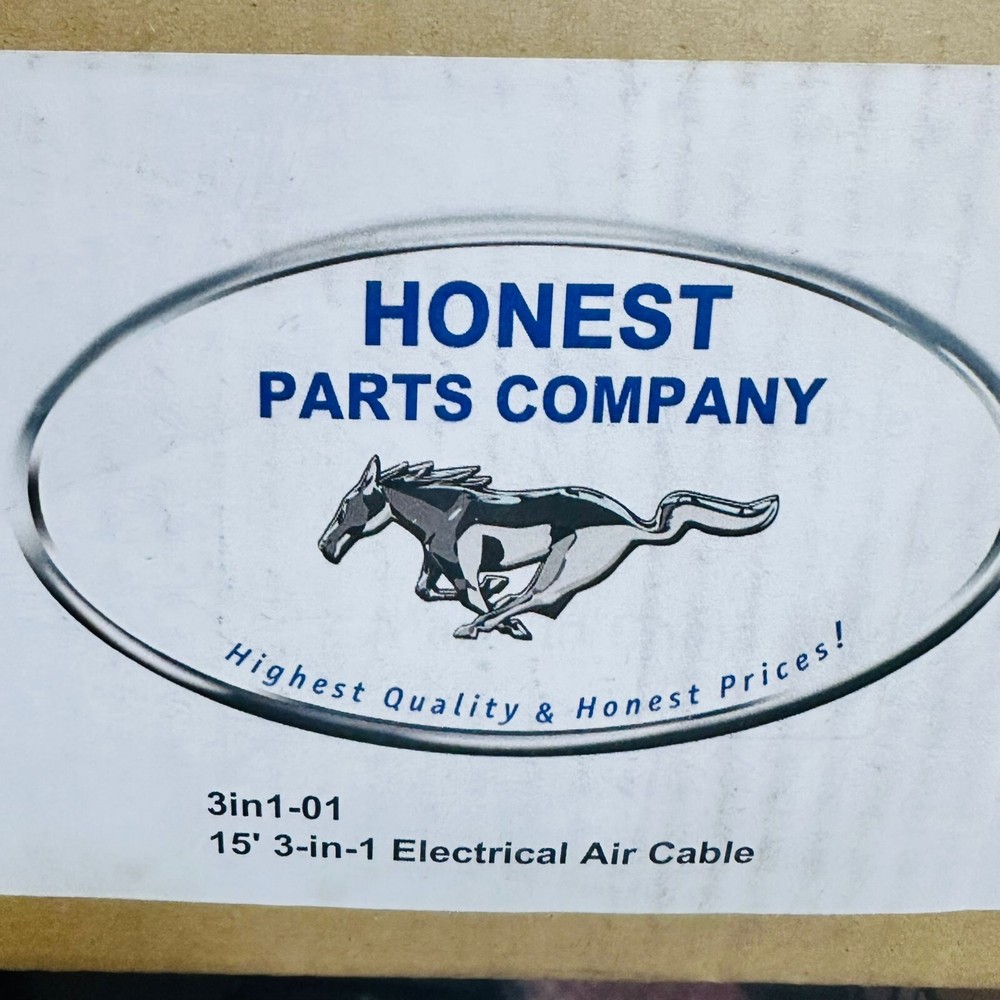 HONEST
PARTS COMPANY
Highest Quality & Honest Prices!
3in1-01
15' 3-in-1 Electrical Air Cable